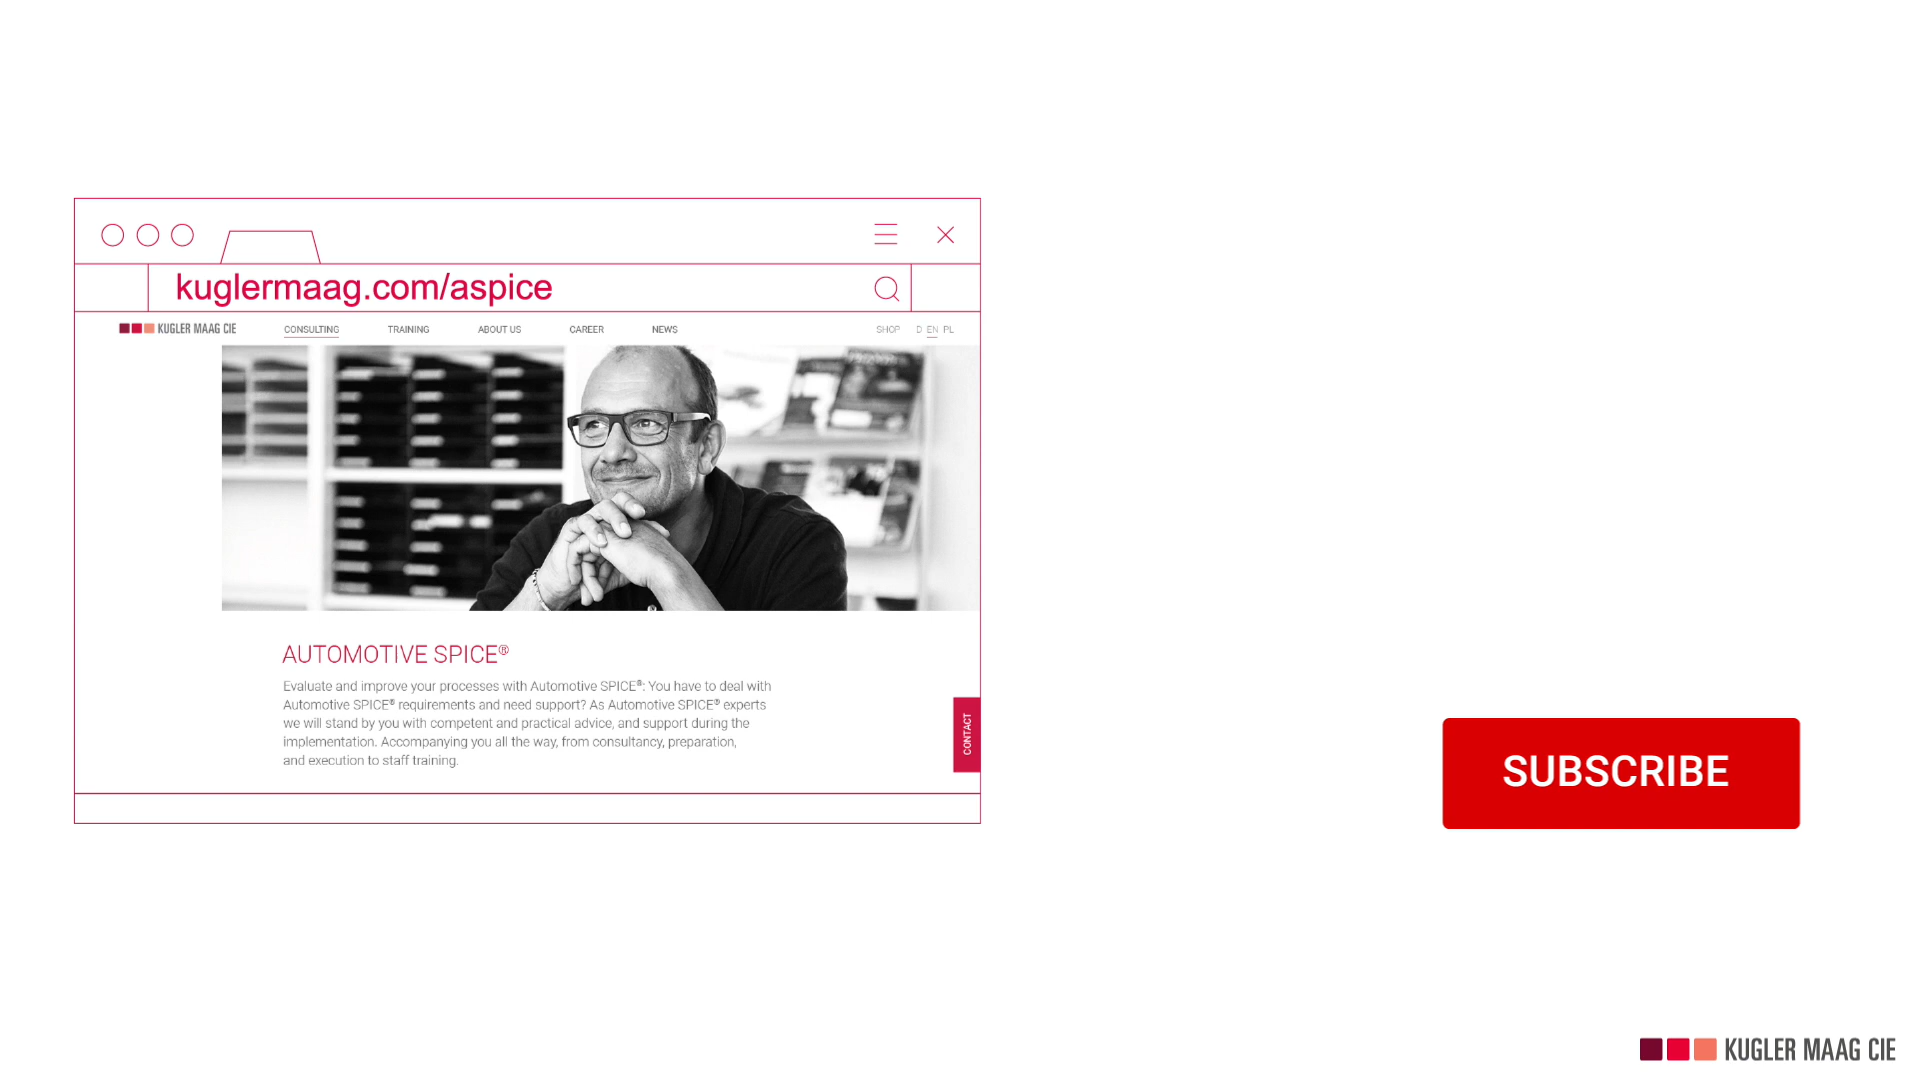 kuglermaag.com/aspice
KUGLER MAAG CIE CONSULTING TRAINING ABOUT US CAREER NEWS SHOP D EN PL
AUTOMOTIVE SPICE®
Evaluate and improve your processes with Automotive SPICE®: You have to deal with
Automotive SPICE® requirements and need support? As Automotive SPICE® experts
we will stand by you with competent and practical advice, and support during the
implementation. Accompanying you all the way, from consultancy, preparation,
and execution to staff training.
CONTACT
SUBSCRIBE
KUGLER MAAG CIE